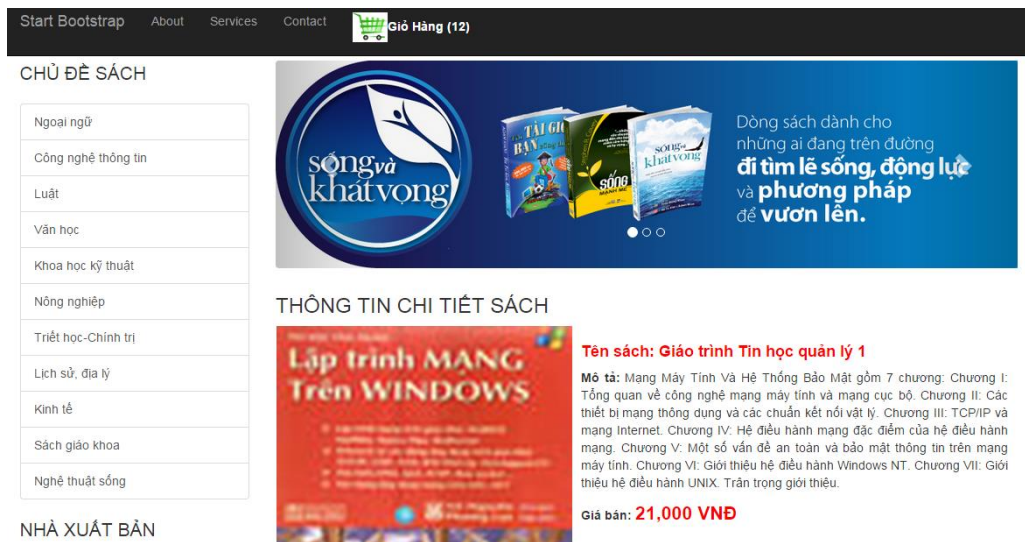 Start Bootstrap About Services Contact Giỏ Hàng (12)
CHỦ ĐỀ SÁCH
Ngoại ngữ
Công nghệ thông tin
Luật
Văn học
Khoa học kỹ thuật
Nông nghiệp
Triết học-Chính trị
Lịch sử, địa lý
Kinh tế
Sách giáo khoa
Nghệ thuật sống
NHÀ XUẤT BẢN
sống và
khát vọng
TÀI GIỎI
BẠN
SỐNG
sống và
khát vọng
Dòng sách dành cho
những ai đang trên đường
đi tìm lẽ sống, động lực
và phương pháp
để vươn lên.
THÔNG TIN CHI TIẾT SÁCH
Lập trình MẠNG
Trên WINDOWS
Tên sách: Giáo trình Tin học quản lý 1
Mô tả: Mạng Máy Tính Và Hệ Thống Bảo Mật gồm 7 chương: Chương I:
Tổng quan về công nghệ mạng máy tính và mạng cục bộ. Chương II: Các
thiết bị mạng thông dụng và các chuẩn kết nối vật lý. Chương III: TCP/IP và
mạng Internet. Chương IV: Hệ điều hành mạng đặc điểm của hệ điều hành
mạng. Chương V: Một số vấn đề an toàn và bảo mật thông tin trên mạng
máy tính. Chương VI: Giới thiệu hệ điều hành Windows NT. Chương VII: Giới
thiệu hệ điều hành UNIX. Trân trọng giới thiệu.
Giá bán: 21,000 VNĐ